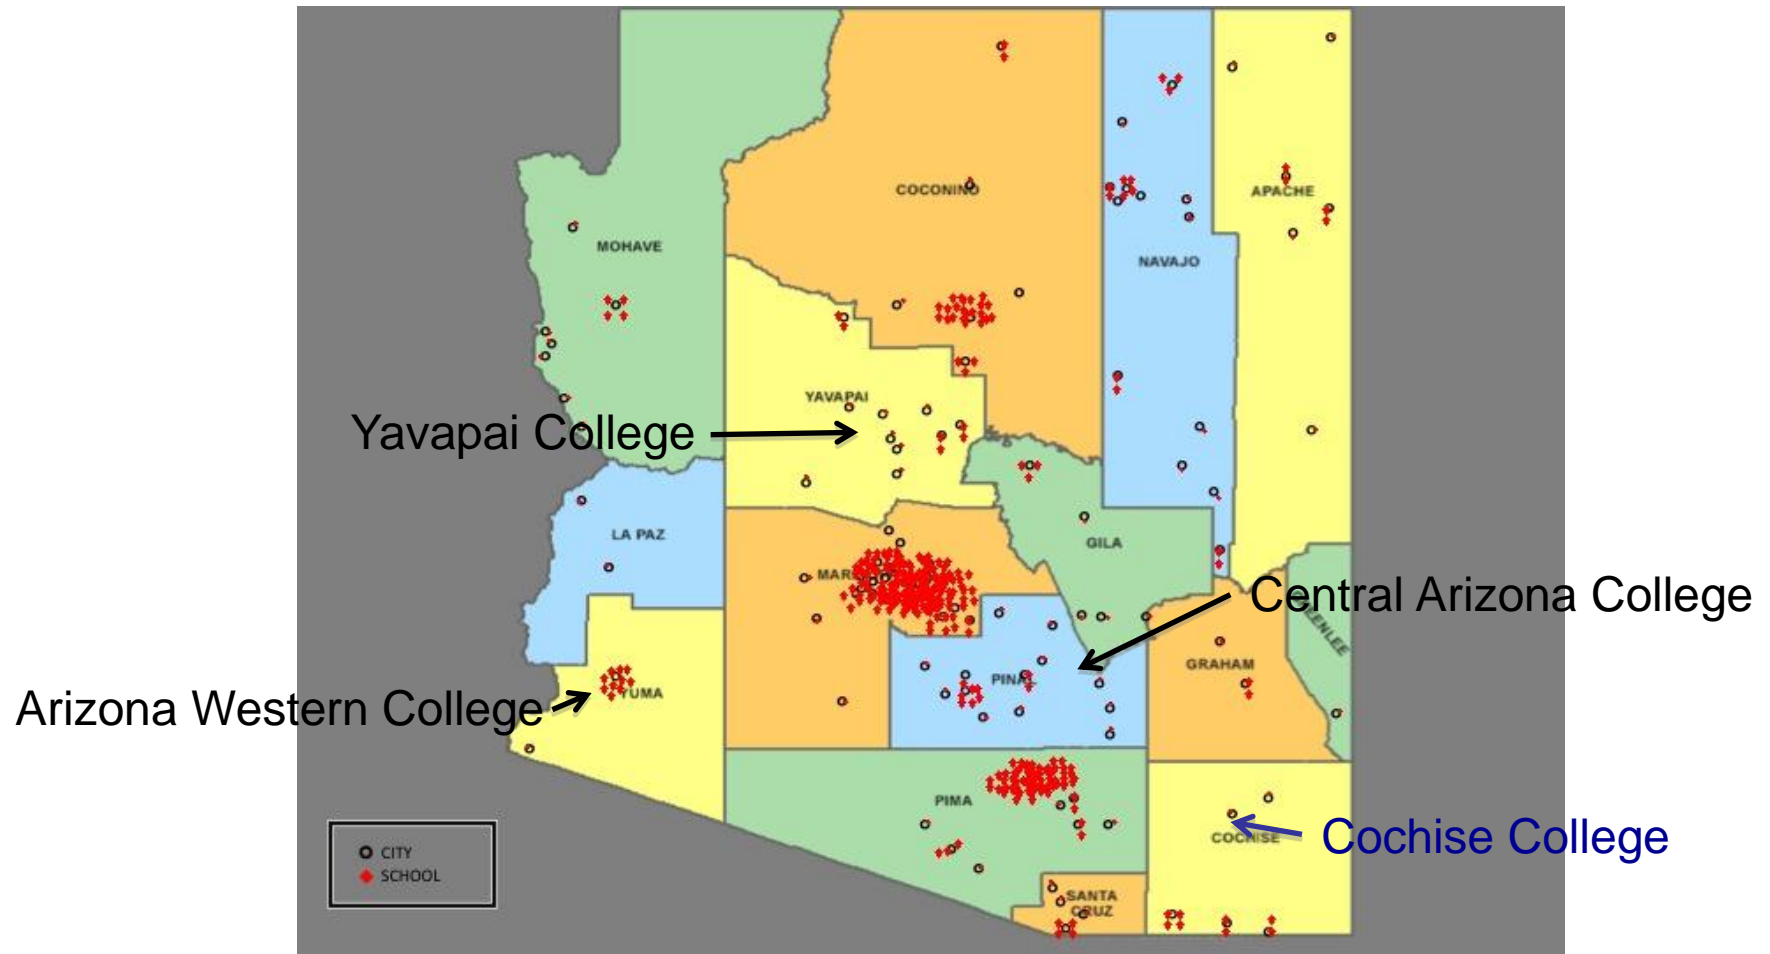 COCONINO
APACHE
MOHAVE
NAVAJO
YAVAPAI
Yavapai College
LA PAZ
GILA
Central Arizona College
GRAHAM
PINAL
Arizona Western College
YUMA
PIMA
COCHISE
Cochise College
CITY
SCHOOL
SANTA
CRUZ